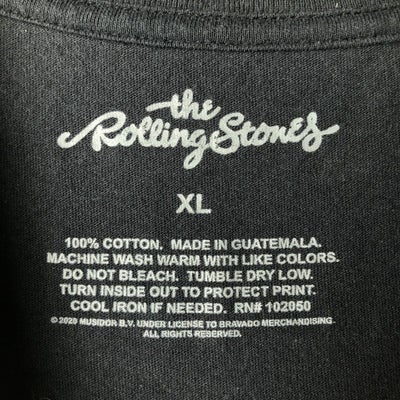 the
Rolling Stones
XL
100% COTTON. MADE IN GUATEMALA.
MACHINE WASH WARM WITH LIKE COLORS.
DO NOT BLEACH. TUMBLE DRY LOW.
TURN INSIDE OUT TO PROTECT PRINT.
COOL IRON IF NEEDED. RN# 102050
© 2020 MUSIDOR B.V. UNDER LICENSE TO BRAVADO MERCHANDISING.
ALL RIGHTS RESERVED.